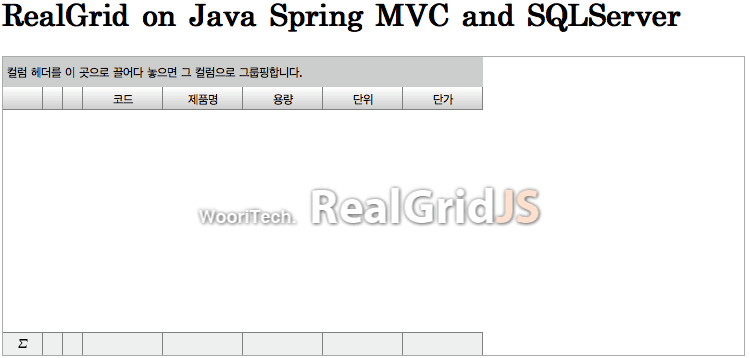 RealGrid on Java Spring MVC and SQLServer
컬럼 헤더를 이 곳으로 끌어다 놓으면 그 컬럼으로 그룹핑합니다.
코드 제품명 용량 단위 단가
WooriTech. RealGridJS
Σ